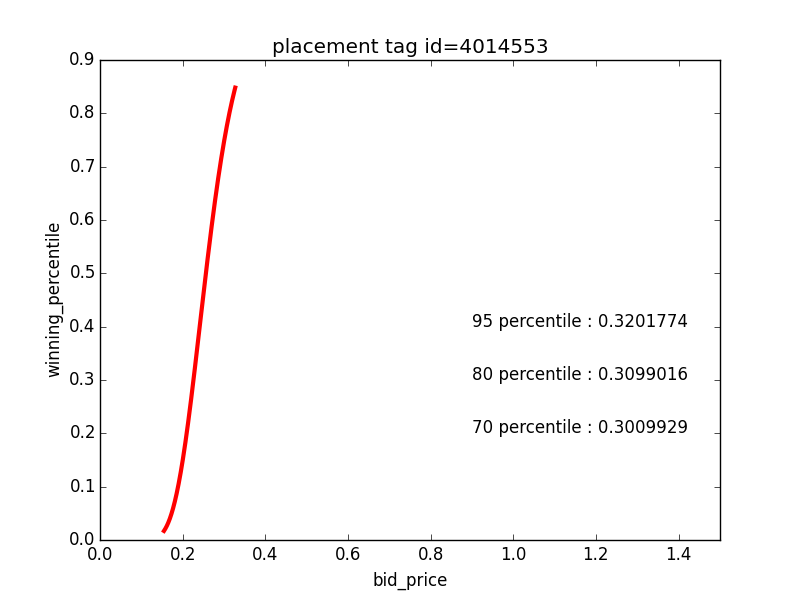 placement tag id=4014553
0.9
0.8
0.7
0.6
0.5
0.4
0.3
0.2
0.1
0.0
winning_percentile
95 percentile : 0.3201774
80 percentile : 0.3099016
70 percentile : 0.3009929
0.0 0.2 0.4 0.6 0.8 1.0 1.2 1.4
bid_price